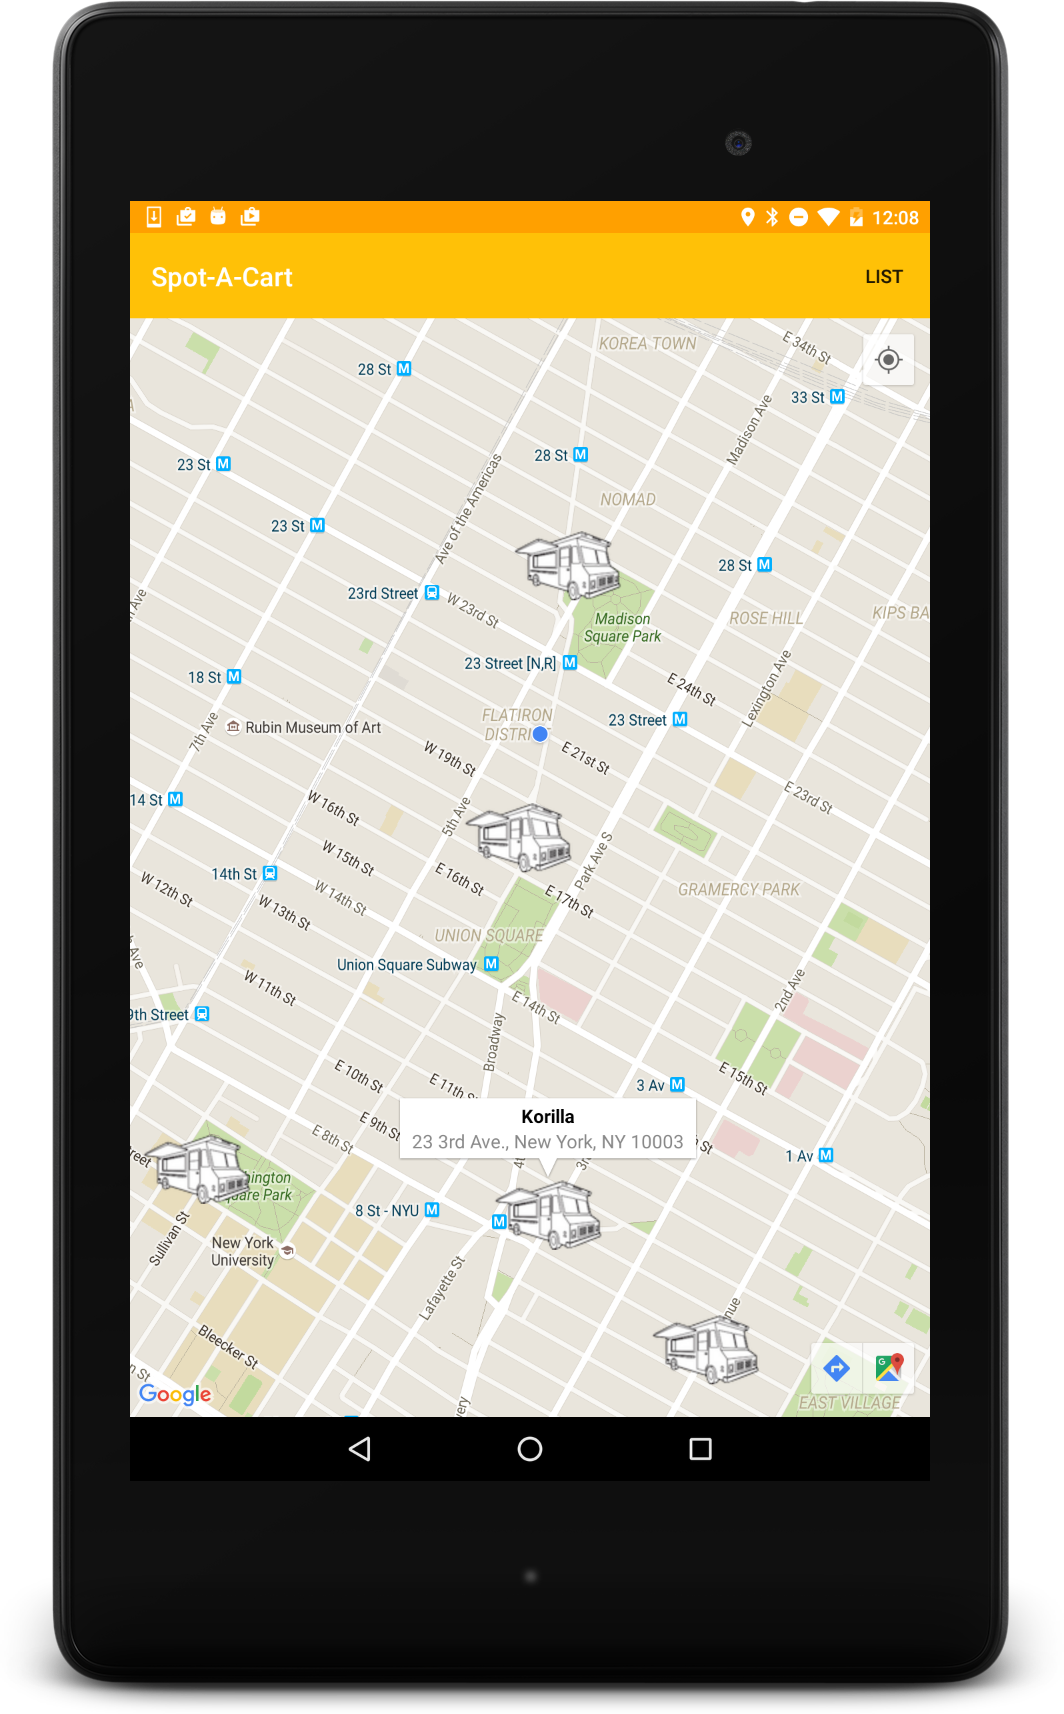 12:08
Spot-A-Cart
LIST
KOREA TOWN
E 34th St
28 St
33 St
Madison Ave
28 St
23 St
Ave of the Americas
NOMAD
23 St
28 St
23rd Street
W 23rd St
ROSE HILL
KIPS BA
Madison
Square Park
23 Street [N,R]
18 St
E 24th St
Lexington Ave
FLATIRON
DISTRI
23 Street
7th Ave
Rubin Museum of Art
W 19th St
E 21st St
14 St
W 16th St
5th Ave
E 23rd St
W 15th St
Park Ave S
14th St
E 16th St
W 12th St
W 14th St
E 17th St
GRAMERCY PARK
W 13th St
UNION SQUARE
Union Square Subway
W 11th St
2nd Ave
E 14th St
9th Street
Broadway
E 10th St
E 11th St
3 Av
E 15th St
Korilla
23 3rd Ave., New York, NY 10003
E 9th St
E 8th St
1 Av
8 St - NYU
Sullivan St
New York
University
Lafayette St
Bleecker St
Google
EAST VILLAGE